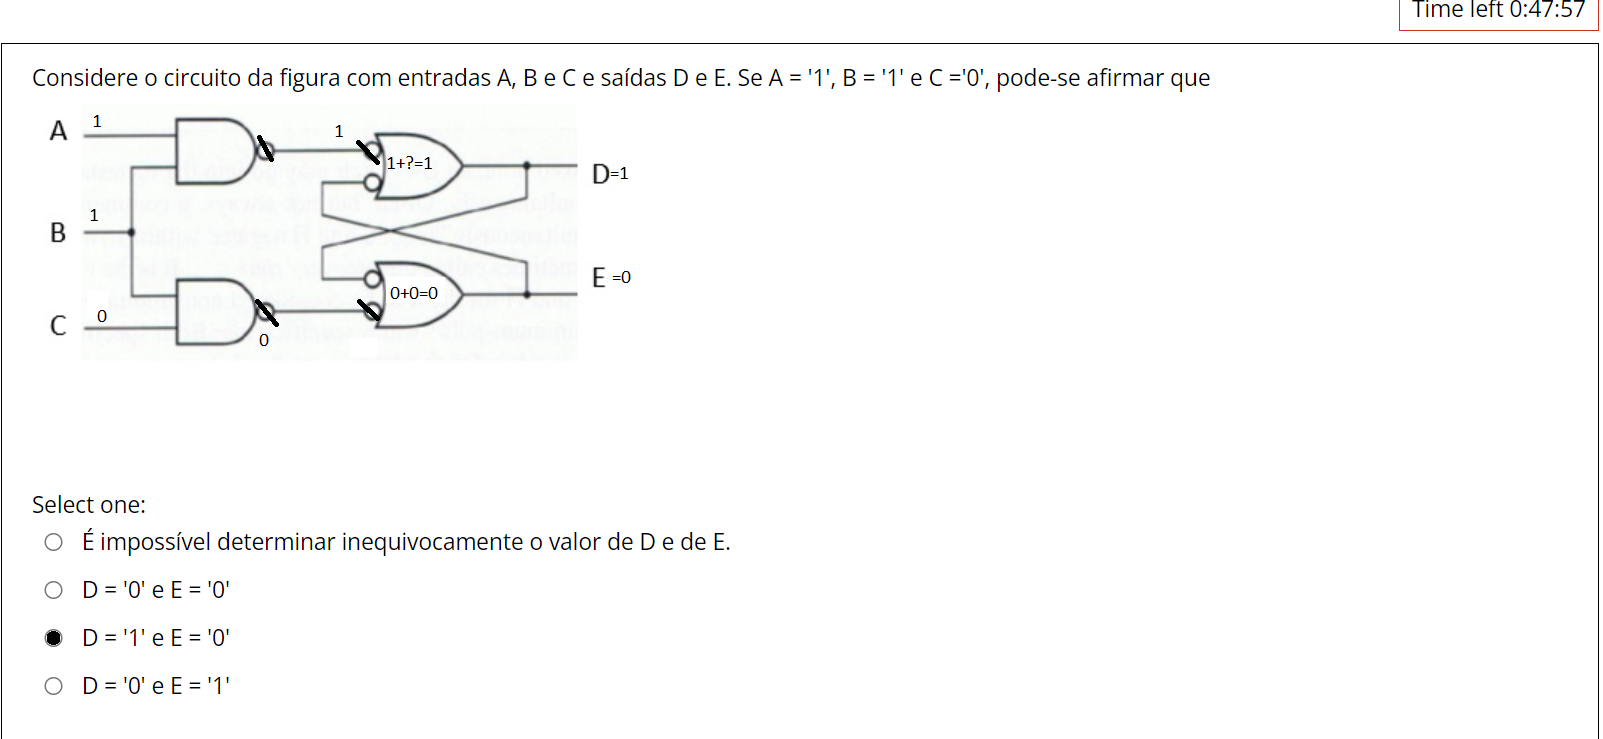 Time left 0:47:57
Considere o circuito da figura com entradas A, B e C e saídas D e E. Se A = '1', B = '1' e C ='0', pode-se afirmar que
A 1
1
1+?=1
D=1
B 1
E =0
0+0=0
C 0
0
Select one:
É impossível determinar inequivocamente o valor de D e de E.
D = '0' e E = '0'
D = '1' e E = '0'
D = '0' e E = '1'